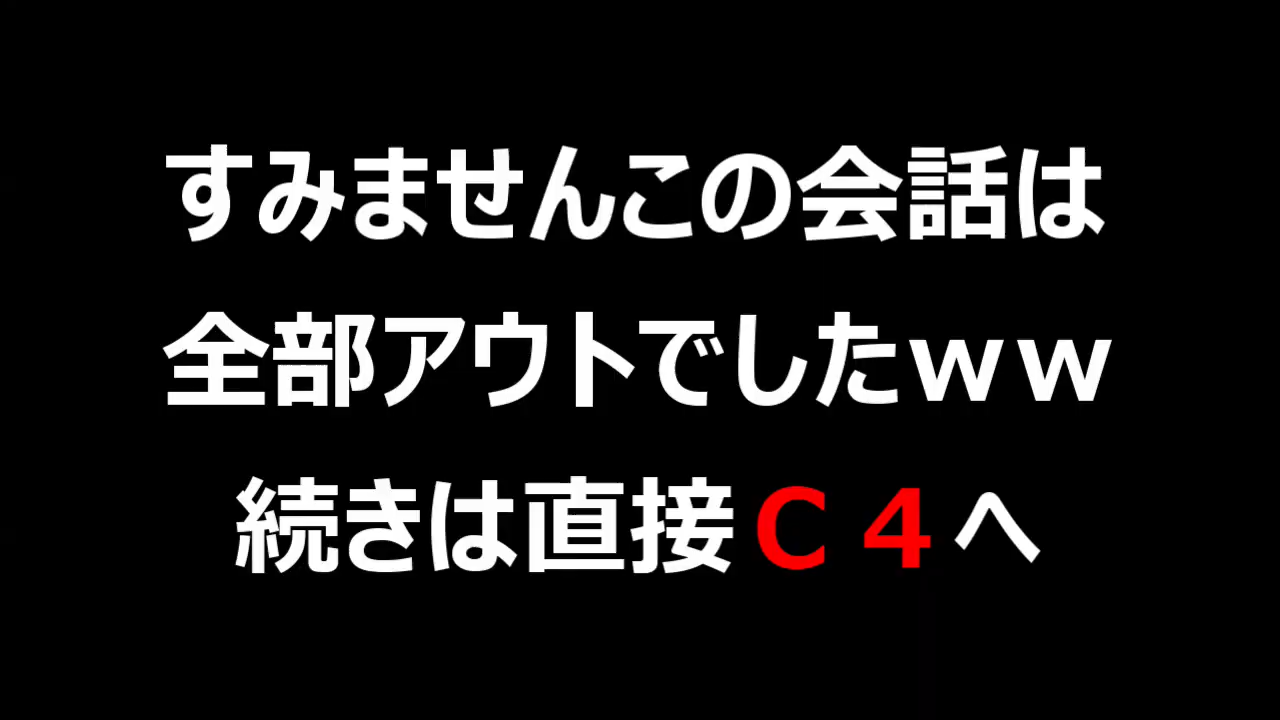 すみませんこの会話は
全部アウトでしたｗｗ
続きは直接Ｃ４へ